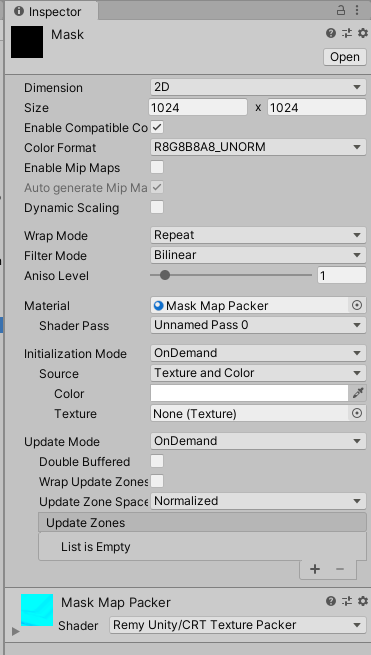 Inspector
Mask
Open
Dimension 2D
Size 1024 x 1024
Enable Compatible Co
Color Format R8G8B8A8_UNORM
Enable Mip Maps
Auto generate Mip Ma
Dynamic Scaling
Wrap Mode Repeat
Filter Mode Bilinear
Aniso Level 1
Material Mask Map Packer
Shader Pass Unnamed Pass 0
Initialization Mode OnDemand
Source Texture and Color
Color
Texture None (Texture)
Update Mode OnDemand
Double Buffered
Wrap Update Zones
Update Zone Space Normalized
Update Zones
List is Empty
Mask Map Packer
Shader Remy Unity/CRT Texture Packer